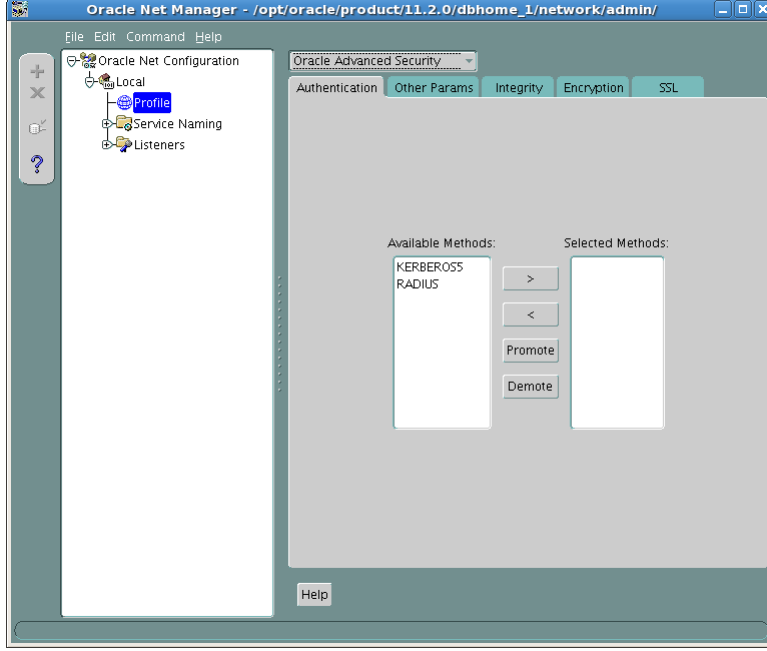 Oracle Net Manager - /opt/oracle/product/11.2.0/dbhome_1/network/admin/
File Edit Command Help
Oracle Net Configuration
Local
Profile
Service Naming
Listeners
Oracle Advanced Security
Authentication Other Params Integrity Encryption SSL
Available Methods: Selected Methods:
KERBEROS5
RADIUS
>
<
Promote
Demote
Help